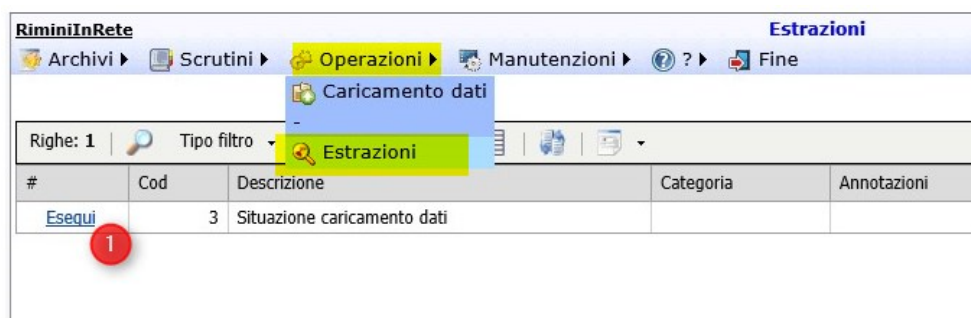 RiminiInRete Estrazioni
Archivi Scrutini Operazioni Manutenzioni ? Fine
Caricamento dati
-
Estrazioni
Righe: 1 Tipo filtro
# Cod Descrizione Categoria Annotazioni
Esegui 3 Situazione caricamento dati
1